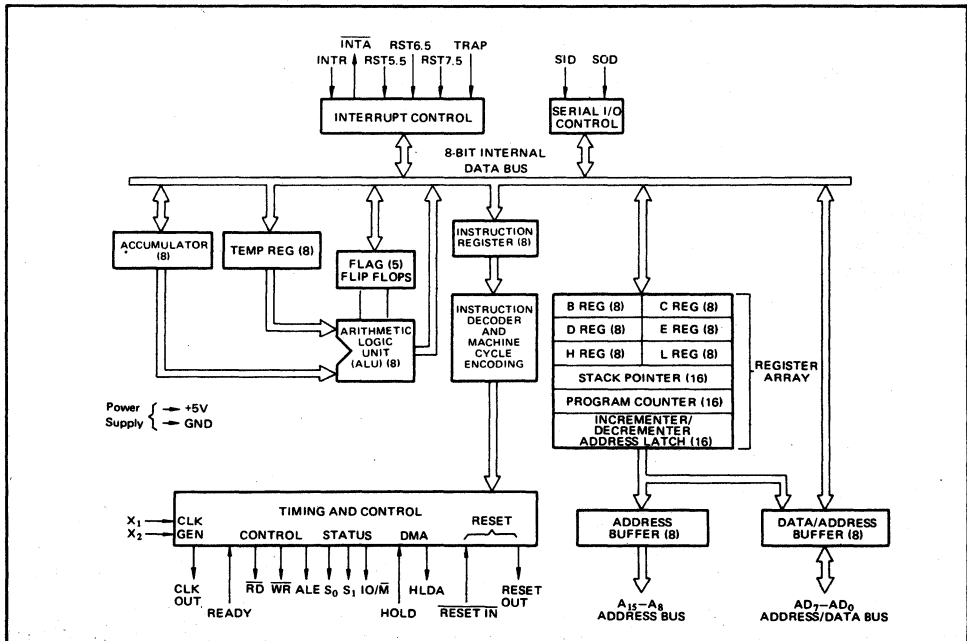 INTA RST6.5 TRAP
INTR RST5.5 RST7.5
SID SOD
INTERRUPT CONTROL
SERIAL I/O
CONTROL
8-BIT INTERNAL
DATA BUS
ACCUMULATOR
(8)
TEMP REG (8)
FLAG (5)
FLIP FLOPS
INSTRUCTION
REGISTER (8)
ARITHMETIC
LOGIC
UNIT
(ALU) (8)
INSTRUCTION
DECODER
AND
MACHINE
CYCLE
ENCODING
B REG (8) C REG (8)
D REG (8) E REG (8)
H REG (8) L REG (8)
STACK POINTER (16)
PROGRAM COUNTER (16)
INCREMENTER/
DECREMENTER
ADDRESS LATCH (16)
REGISTER
ARRAY
Power
Supply
+5V
GND
TIMING AND CONTROL
X1
X2
CLK
GEN
CONTROL STATUS DMA RESET
CLK
OUT
READY
RD WR ALE S0 S1 IO/M
HOLD
HLDA
RESET IN
RESET
OUT
ADDRESS
BUFFER (8)
DATA/ADDRESS
BUFFER (8)
A15–A8
ADDRESS BUS
AD7–AD0
ADDRESS/DATA BUS